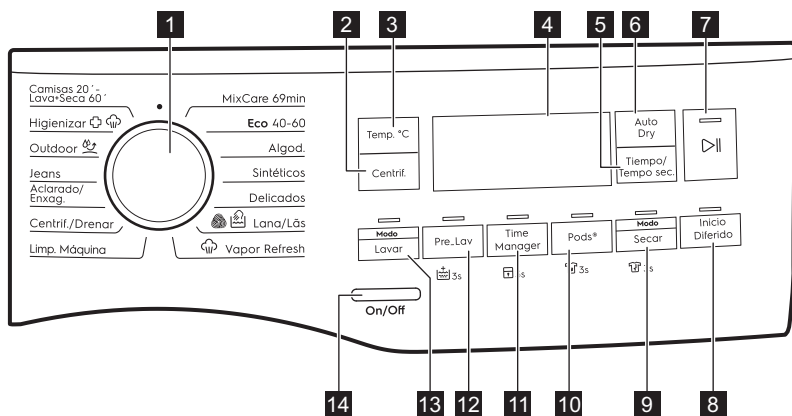 1
2
3
4
5
6
7
Camisas 20´-
Lava+Seca 60´
Higienizar
Outdoor
Jeans
Aclarado/
Enxag.
Centrif./Drenar
Limp. Máquina
MixCare 69min
Eco 40-60
Algod.
Sintéticos
Delicados
Lana/Lãs
Vapor Refresh
Temp. °C
Centrif.
Auto
Dry
Tiempo/
Tempo sec.
Modo
Lavar
Pre_Lav
Time
Manager
Pods®
Modo
Secar
Inicio
Diferido
3s
3s
On/Off
14
13
12
11
10
9
8